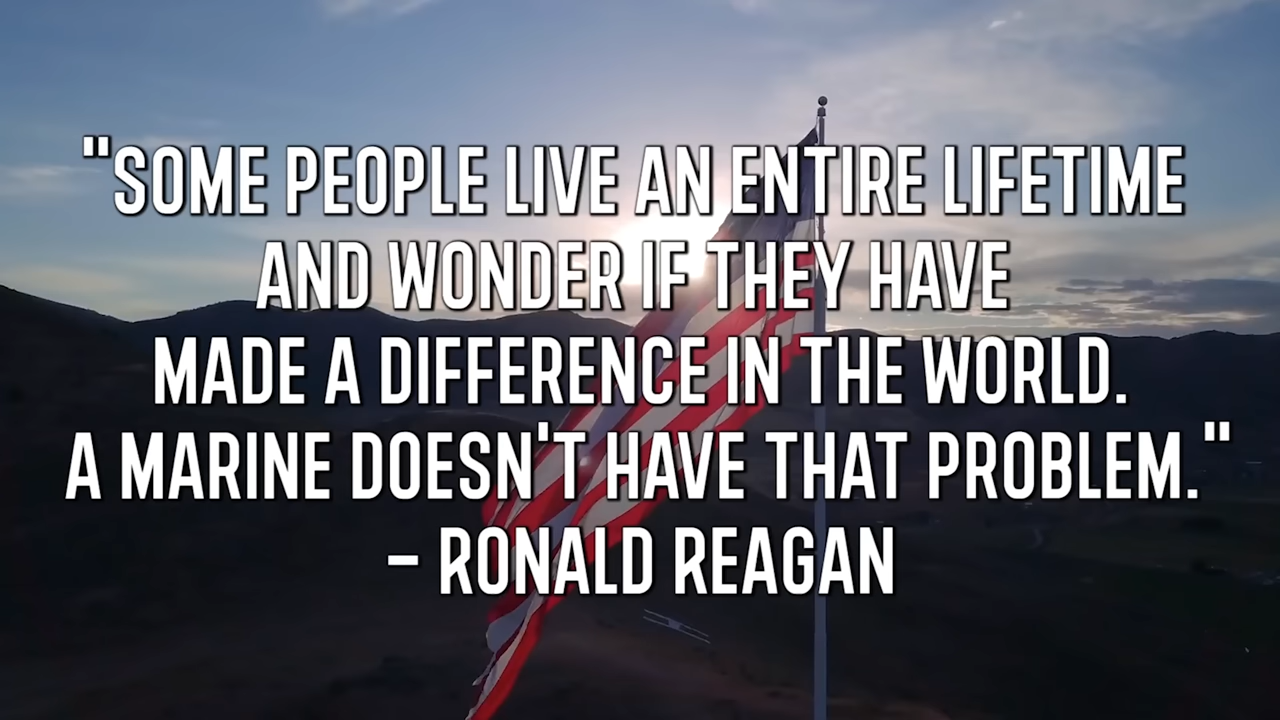 "SOME PEOPLE LIVE AN ENTIRE LIFETIME
AND WONDER IF THEY HAVE
MADE A DIFFERENCE IN THE WORLD.
A MARINE DOESN'T HAVE THAT PROBLEM."
- RONALD REAGAN